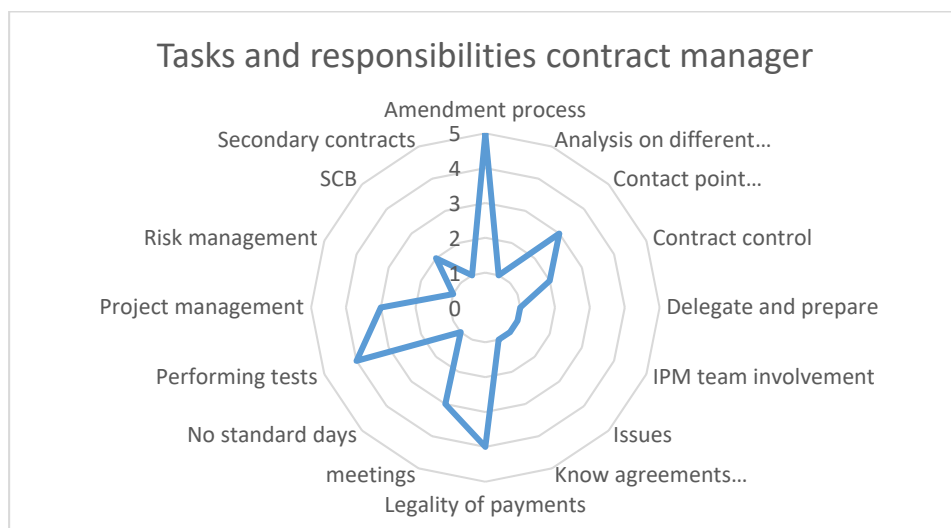 Tasks and responsibilities contract manager
Amendment process
Secondary contracts
5
Analysis on different…
4
SCB
Contact point…
3
Risk management
2
Contract control
1
Project management
0
Delegate and prepare
Performing tests
IPM team involvement
No standard days
Issues
meetings
Know agreements…
Legality of payments